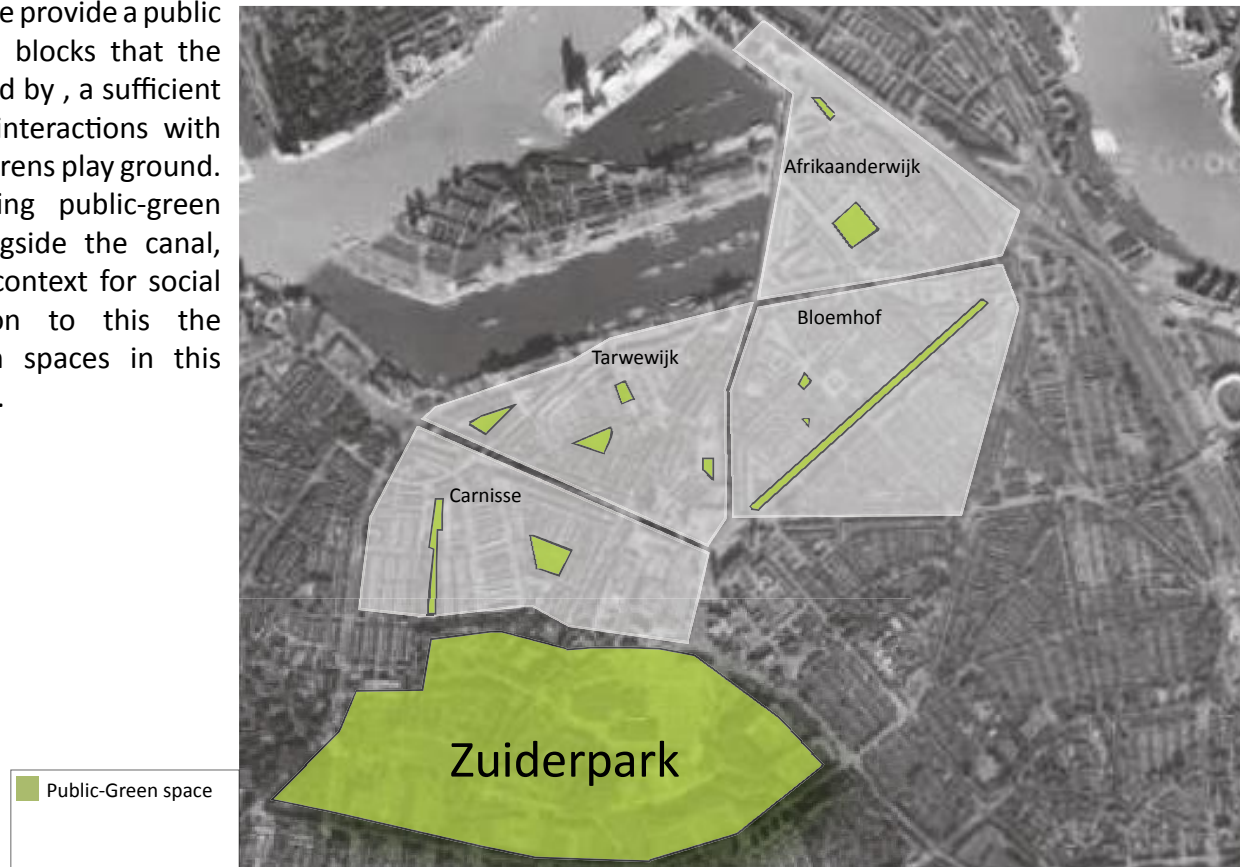 e provide a public
blocks that the
d by , a sufficient
interactions with
rens play ground.
ing public-green
gside the canal,
context for social
on to this the
spaces in this
.
Afrikaanderwijk
Bloemhof
Tarwewijk
Carnisse
Zuiderpark
Public-Green space